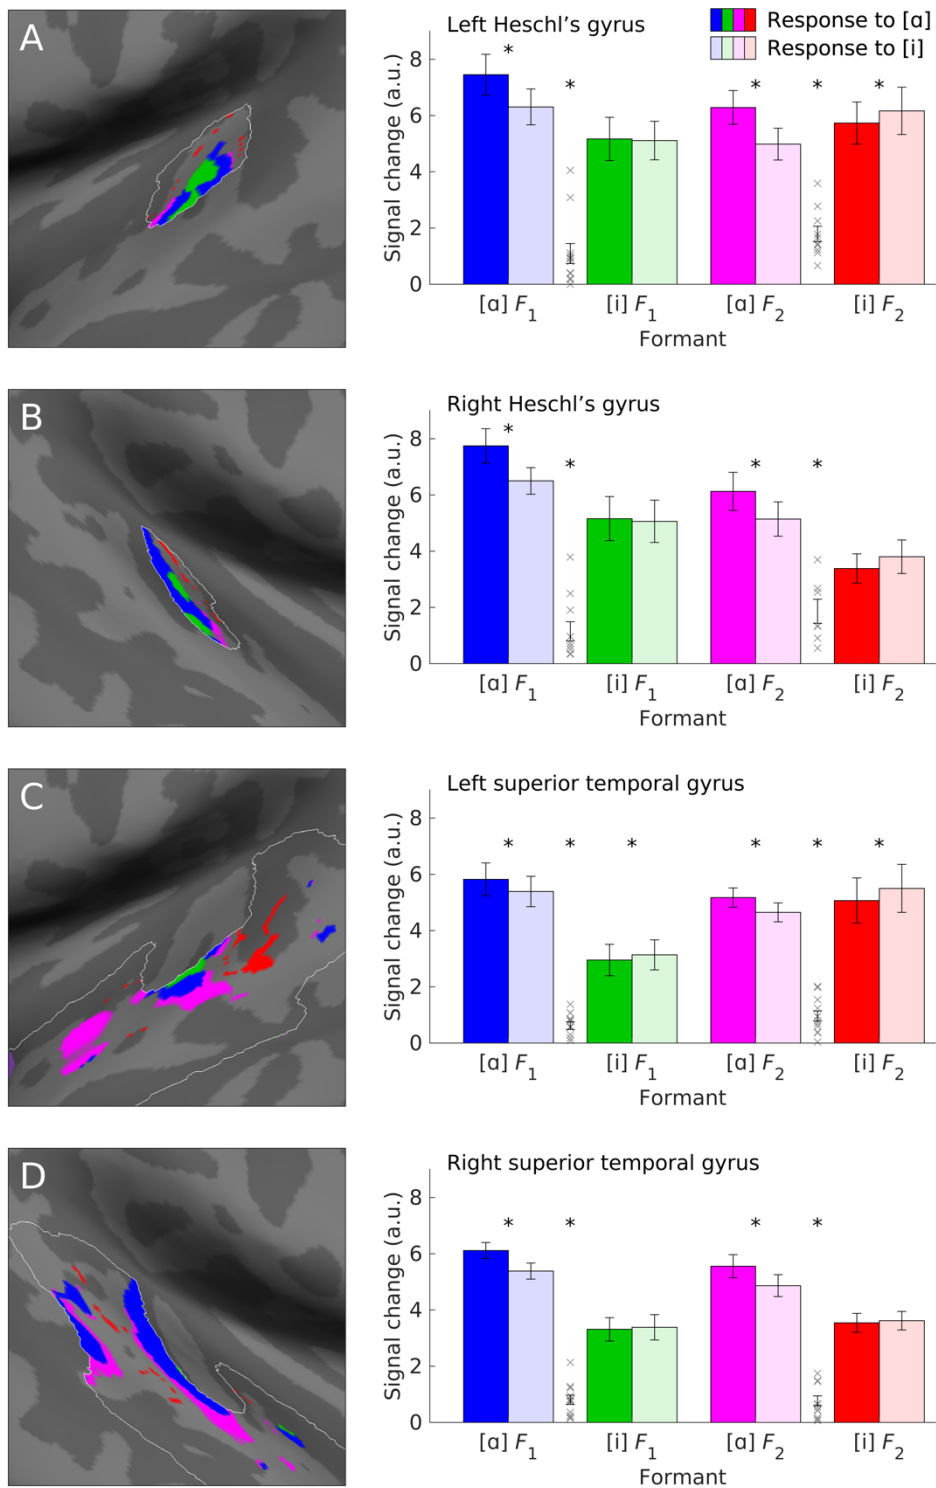 A
Left Heschl's gyrus
Response to [ɑ]
Response to [i]
Signal change (a.u.)
8
6
4
2
0
*
*
*
*
*
[ɑ] F1
[i] F1
[ɑ] F2
[i] F2
Formant
B
Right Heschl's gyrus
Signal change (a.u.)
8
6
4
2
0
*
*
*
*
[ɑ] F1
[i] F1
[ɑ] F2
[i] F2
Formant
C
Left superior temporal gyrus
Signal change (a.u.)
8
6
4
2
0
*
*
*
*
*
*
[ɑ] F1
[i] F1
[ɑ] F2
[i] F2
Formant
D
Right superior temporal gyrus
Signal change (a.u.)
8
6
4
2
0
*
*
*
*
[ɑ] F1
[i] F1
[ɑ] F2
[i] F2
Formant